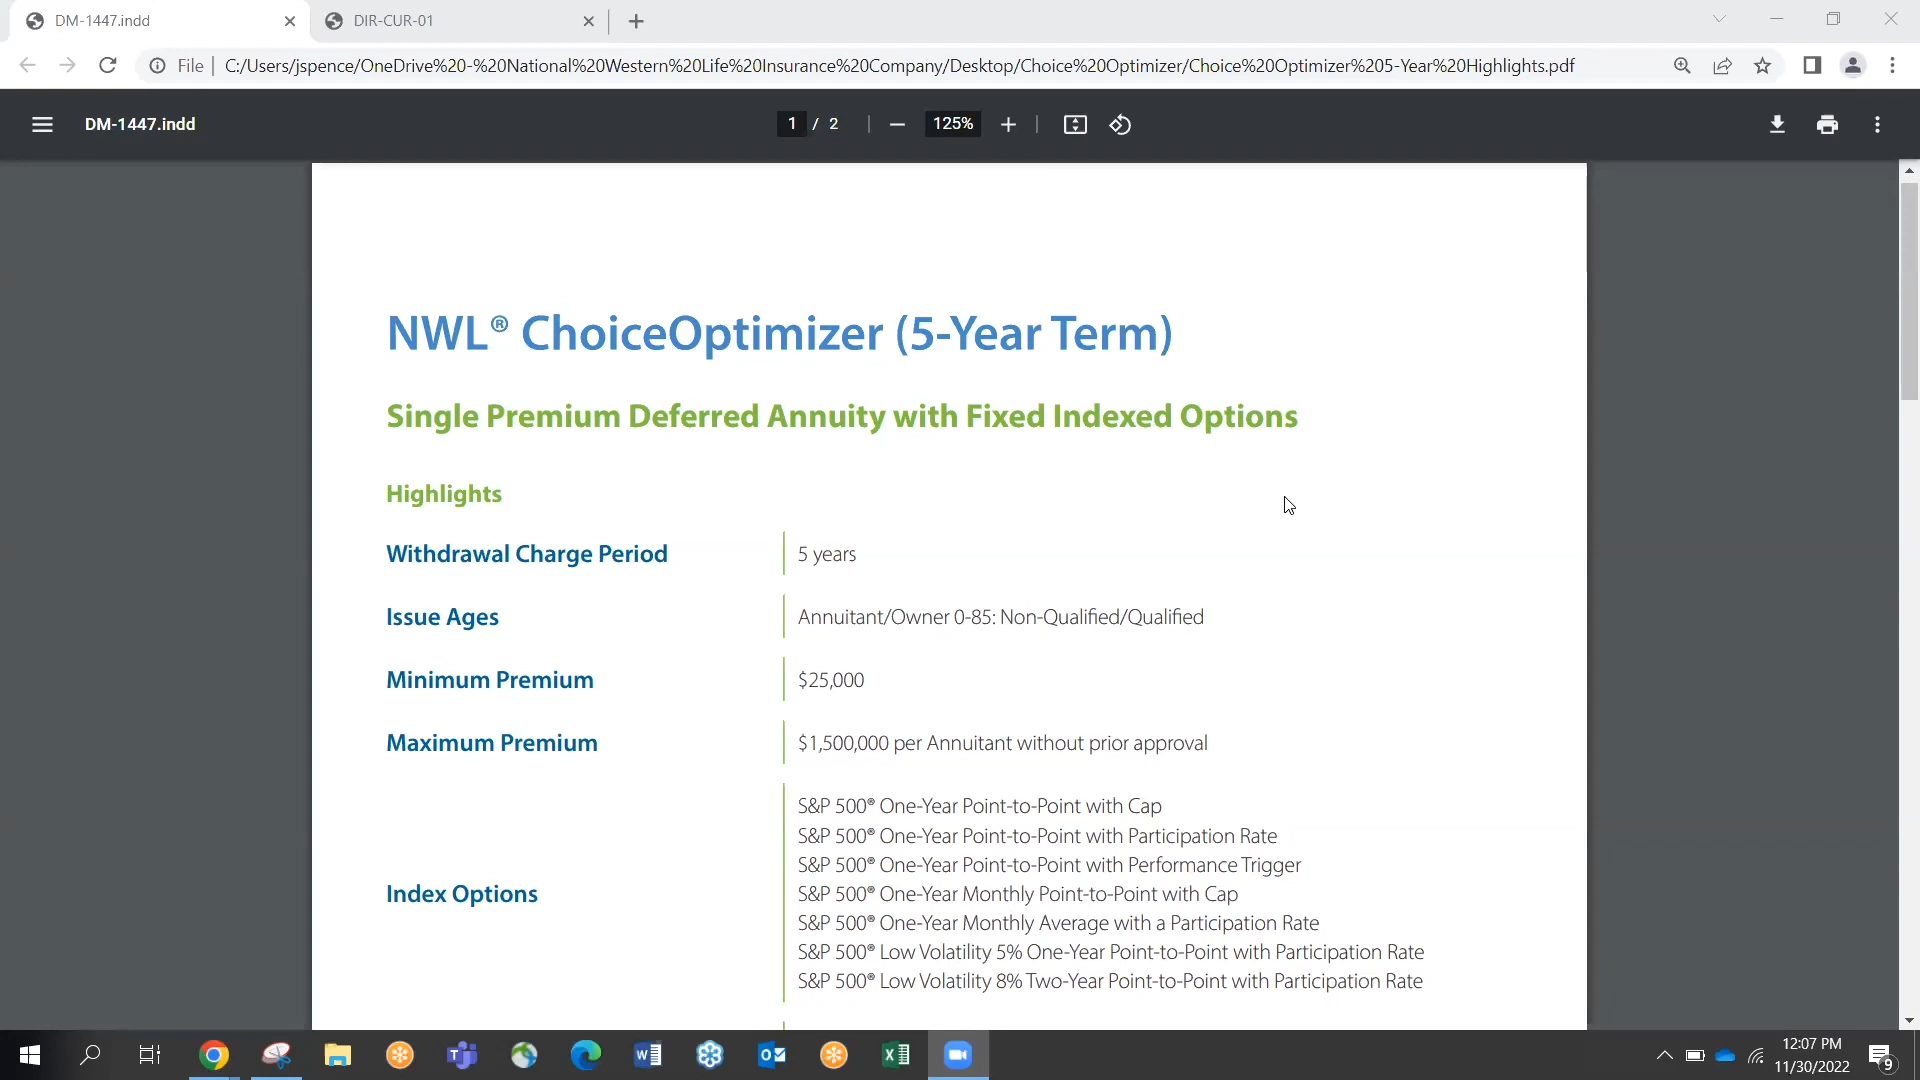 DM-1447.indd
DIR-CUR-01
File
C:/Users/jspence/OneDrive%20-%20National%20Western%20Life%20Insurance%20Company/Desktop/Choice%20Optimizer/Choice%20Optimizer%205-Year%20Highlights.pdf
DM-1447.indd
1 / 2
125%
NWL® ChoiceOptimizer (5-Year Term)
Single Premium Deferred Annuity with Fixed Indexed Options
Highlights
Withdrawal Charge Period
5 years
Issue Ages
Annuitant/Owner 0-85: Non-Qualified/Qualified
Minimum Premium
$25,000
Maximum Premium
$1,500,000 per Annuitant without prior approval
Index Options
S&P 500® One-Year Point-to-Point with Cap
S&P 500® One-Year Point-to-Point with Participation Rate
S&P 500® One-Year Point-to-Point with Performance Trigger
S&P 500® One-Year Monthly Point-to-Point with Cap
S&P 500® One-Year Monthly Average with a Participation Rate
S&P 500® Low Volatility 5% One-Year Point-to-Point with Participation Rate
S&P 500® Low Volatility 8% Two-Year Point-to-Point with Participation Rate
12:07 PM
11/30/2022
9